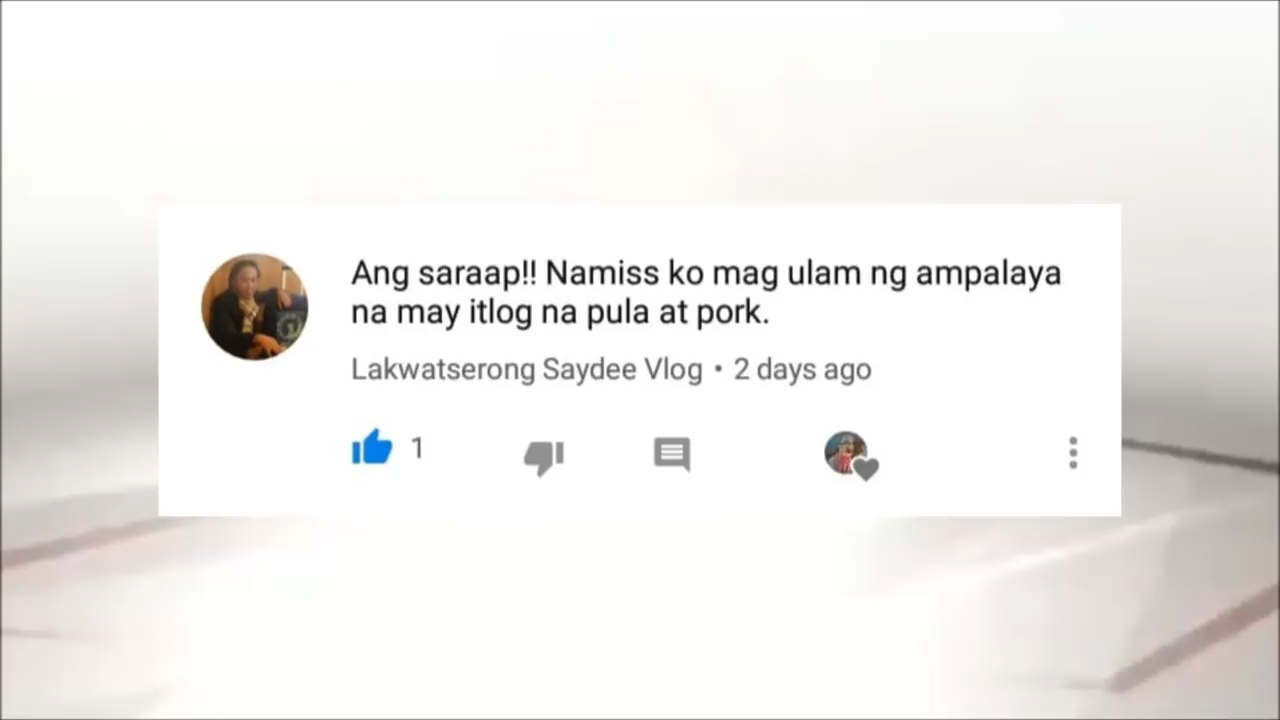 Ang saraap!! Namiss ko mag ulam ng ampalaya
na may itlog na pula at pork.
Lakwatserong Saydee Vlog • 2 days ago
1